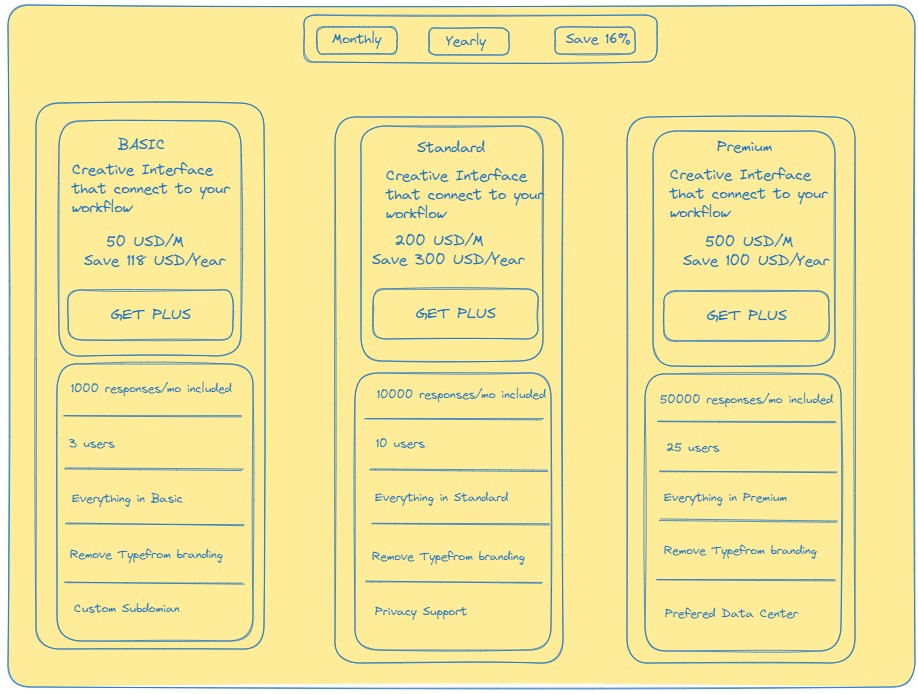 Monthly
Yearly
Save 16%
BASIC
Creative Interface
that connect to your
workflow
50 USD/M
Save 118 USD/Year
GET PLUS
1000 responses/mo included
3 users
Everything in Basic
Remove Typefrom branding
Custom Subdomian
Standard
Creative Interface
that connect to your
workflow
200 USD/M
Save 300 USD/Year
GET PLUS
10000 responses/mo included
10 users
Everything in Standard
Remove Typefrom branding
Privacy Support
Premium
Creative Interface
that connect to your
workflow
500 USD/M
Save 100 USD/Year
GET PLUS
50000 responses/mo included
25 users
Everything in Premium
Remove Typefrom branding
Prefered Data Center